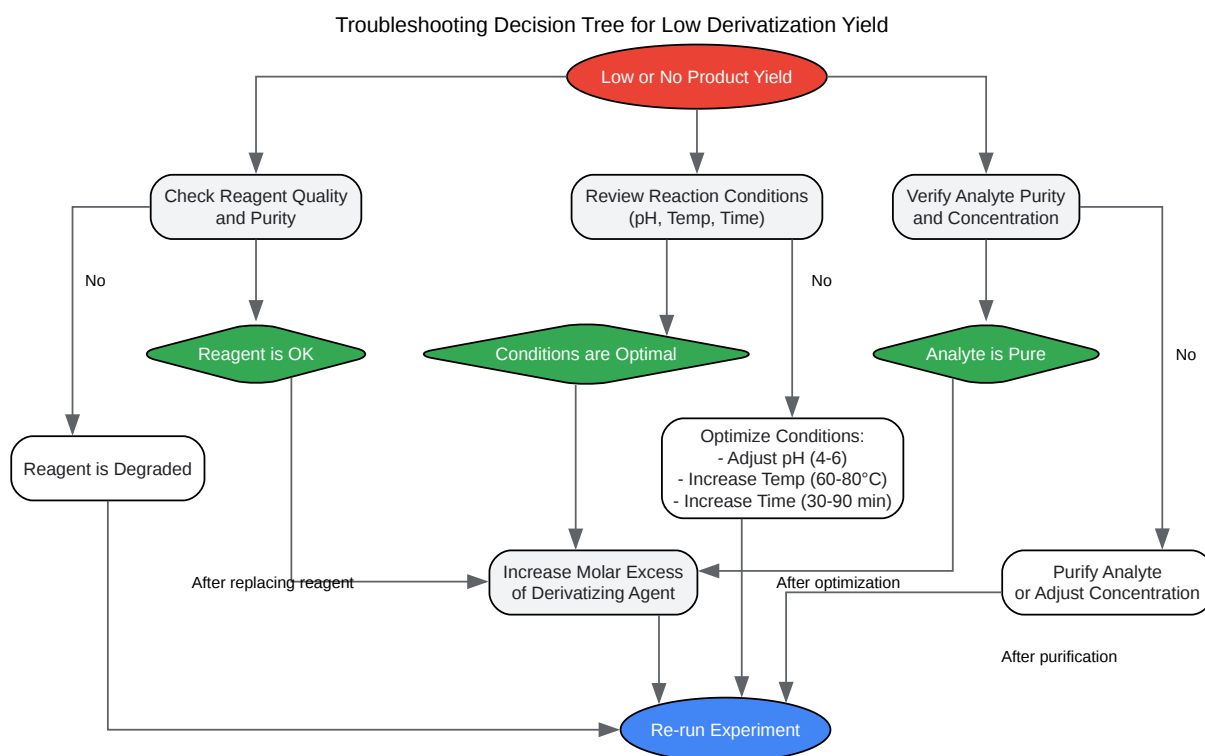 Troubleshooting Decision Tree for Low Derivatization Yield
Low or No Product Yield
Check Reagent Quality
and Purity
Review Reaction Conditions
(pH, Temp, Time)
Verify Analyte Purity
and Concentration
No
No
No
Reagent is OK
Conditions are Optimal
Analyte is Pure
Reagent is Degraded
Optimize Conditions:
- Adjust pH (4-6)
- Increase Temp (60-80°C)
- Increase Time (30-90 min)
After replacing reagent
Increase Molar Excess
of Derivatizing Agent
After optimization
Purify Analyte
or Adjust Concentration
After purification
Re-run Experiment